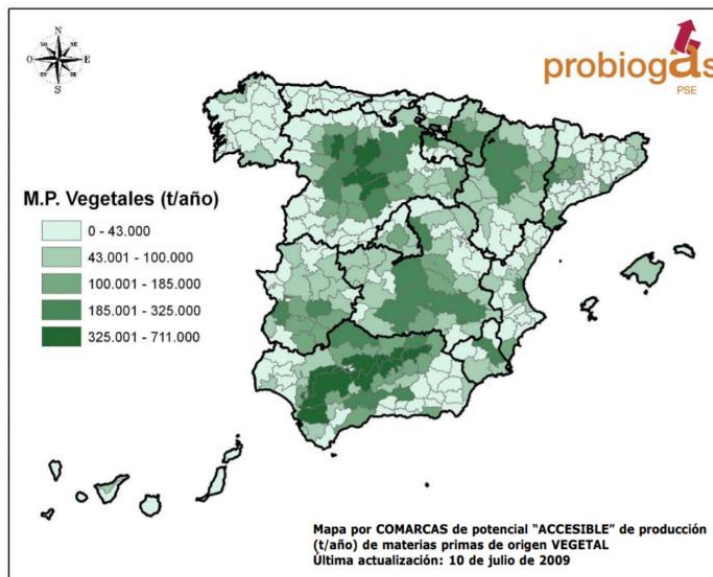 N
E
S
O
probiogas
PSE
M.P. Vegetales (t/año)
0 - 43.000
43.001 - 100.000
100.001 - 185.000
185.001 - 325.000
325.001 - 711.000
Mapa por COMARCAS de potencial “ACCESIBLE” de producción
(t/año) de materias primas de origen VEGETAL
Última actualización: 10 de julio de 2009